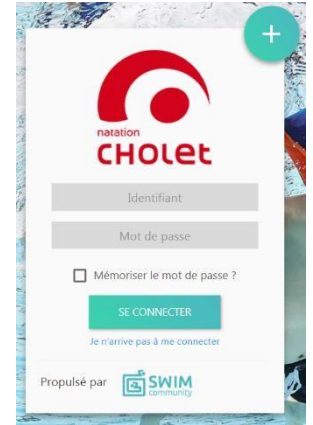 +
natation
CHOLET
Identifiant
Mot de passe
Mémoriser le mot de passe ?
SE CONNECTER
Je n'arrive pas à me connecter
Propulsé par
SWIM
community